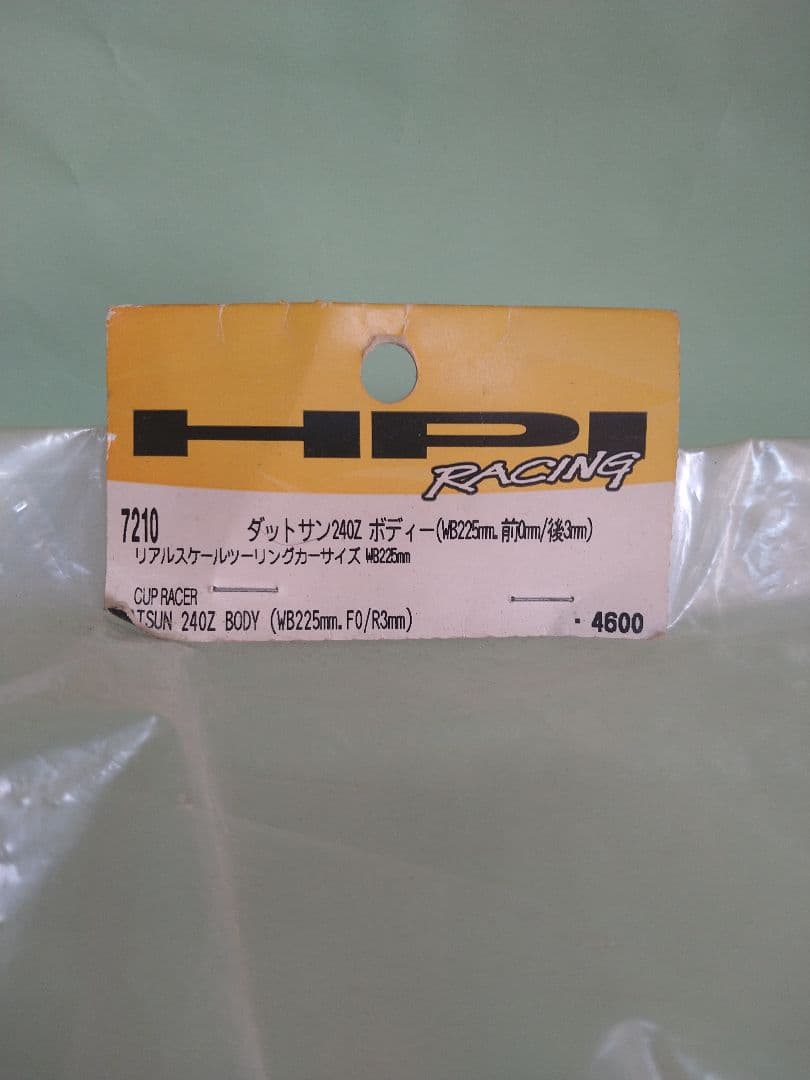 HPI
RACING
7210 ダットサン240Z ボディー(WB225mm.前0mm/後3mm)
リアルスケールツーリングカーサイズ WB225mm
CUP RACER
TSUN 240Z BODY (WB225mm.F0/R3mm) · 4600